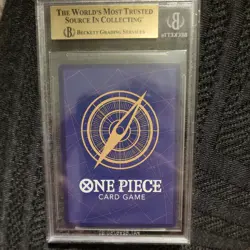 THE WORLD'S MOST TRUSTED
SOURCE IN COLLECTING
BECKETT GRADING SERVICES
ONE PIECE
CARD GAME